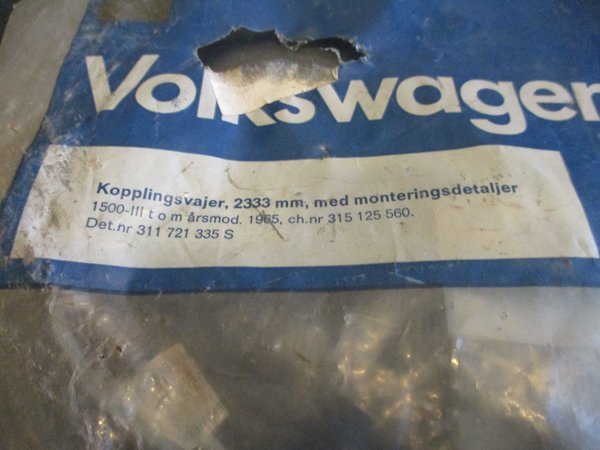 Volkswagen
Kopplingsvajer, 2333 mm, med monteringsdetaljer
1500-III t o m årsmod. 1965, ch.nr 315 125 560.
Det.nr 311 721 335 S